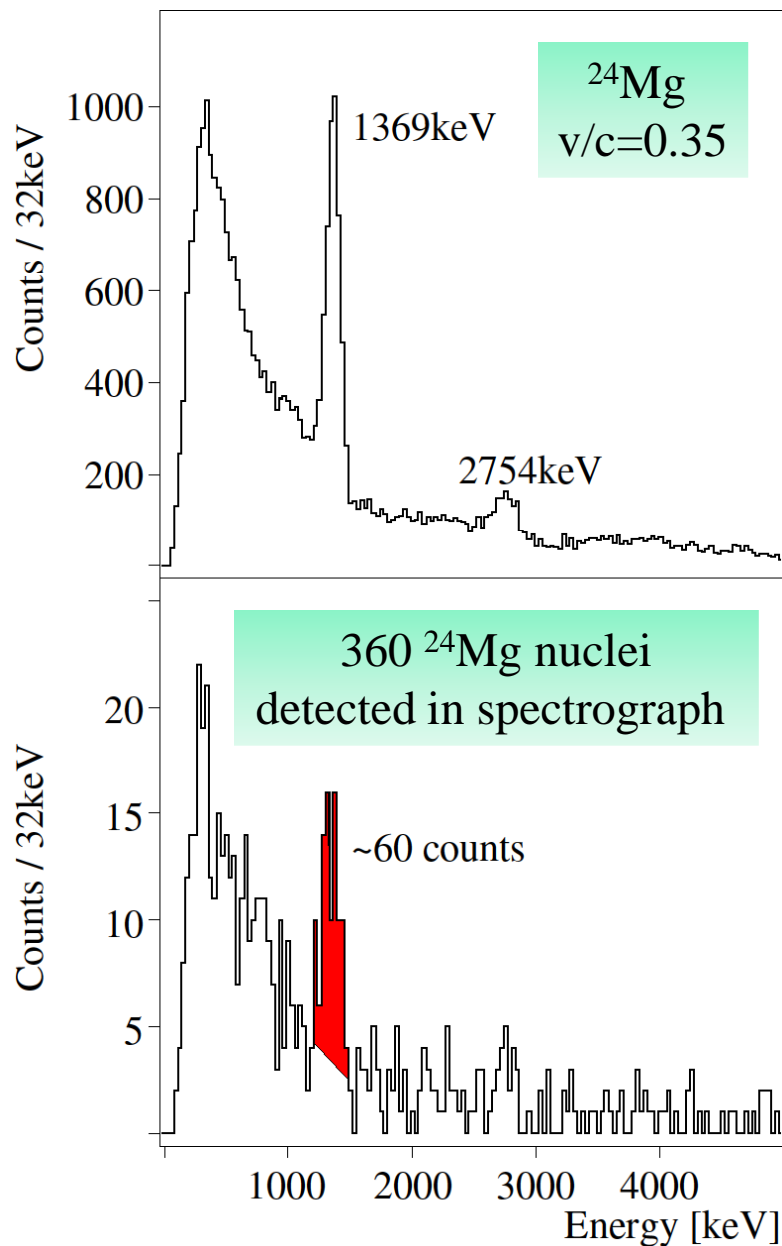 ²⁴Mg
v/c=0.35
1000
800
600
400
200
Counts / 32keV
1369keV
2754keV
360 ²⁴Mg nuclei
detected in spectrograph
20
15
10
5
Counts / 32keV
~60 counts
1000 2000 3000 4000
Energy [keV]